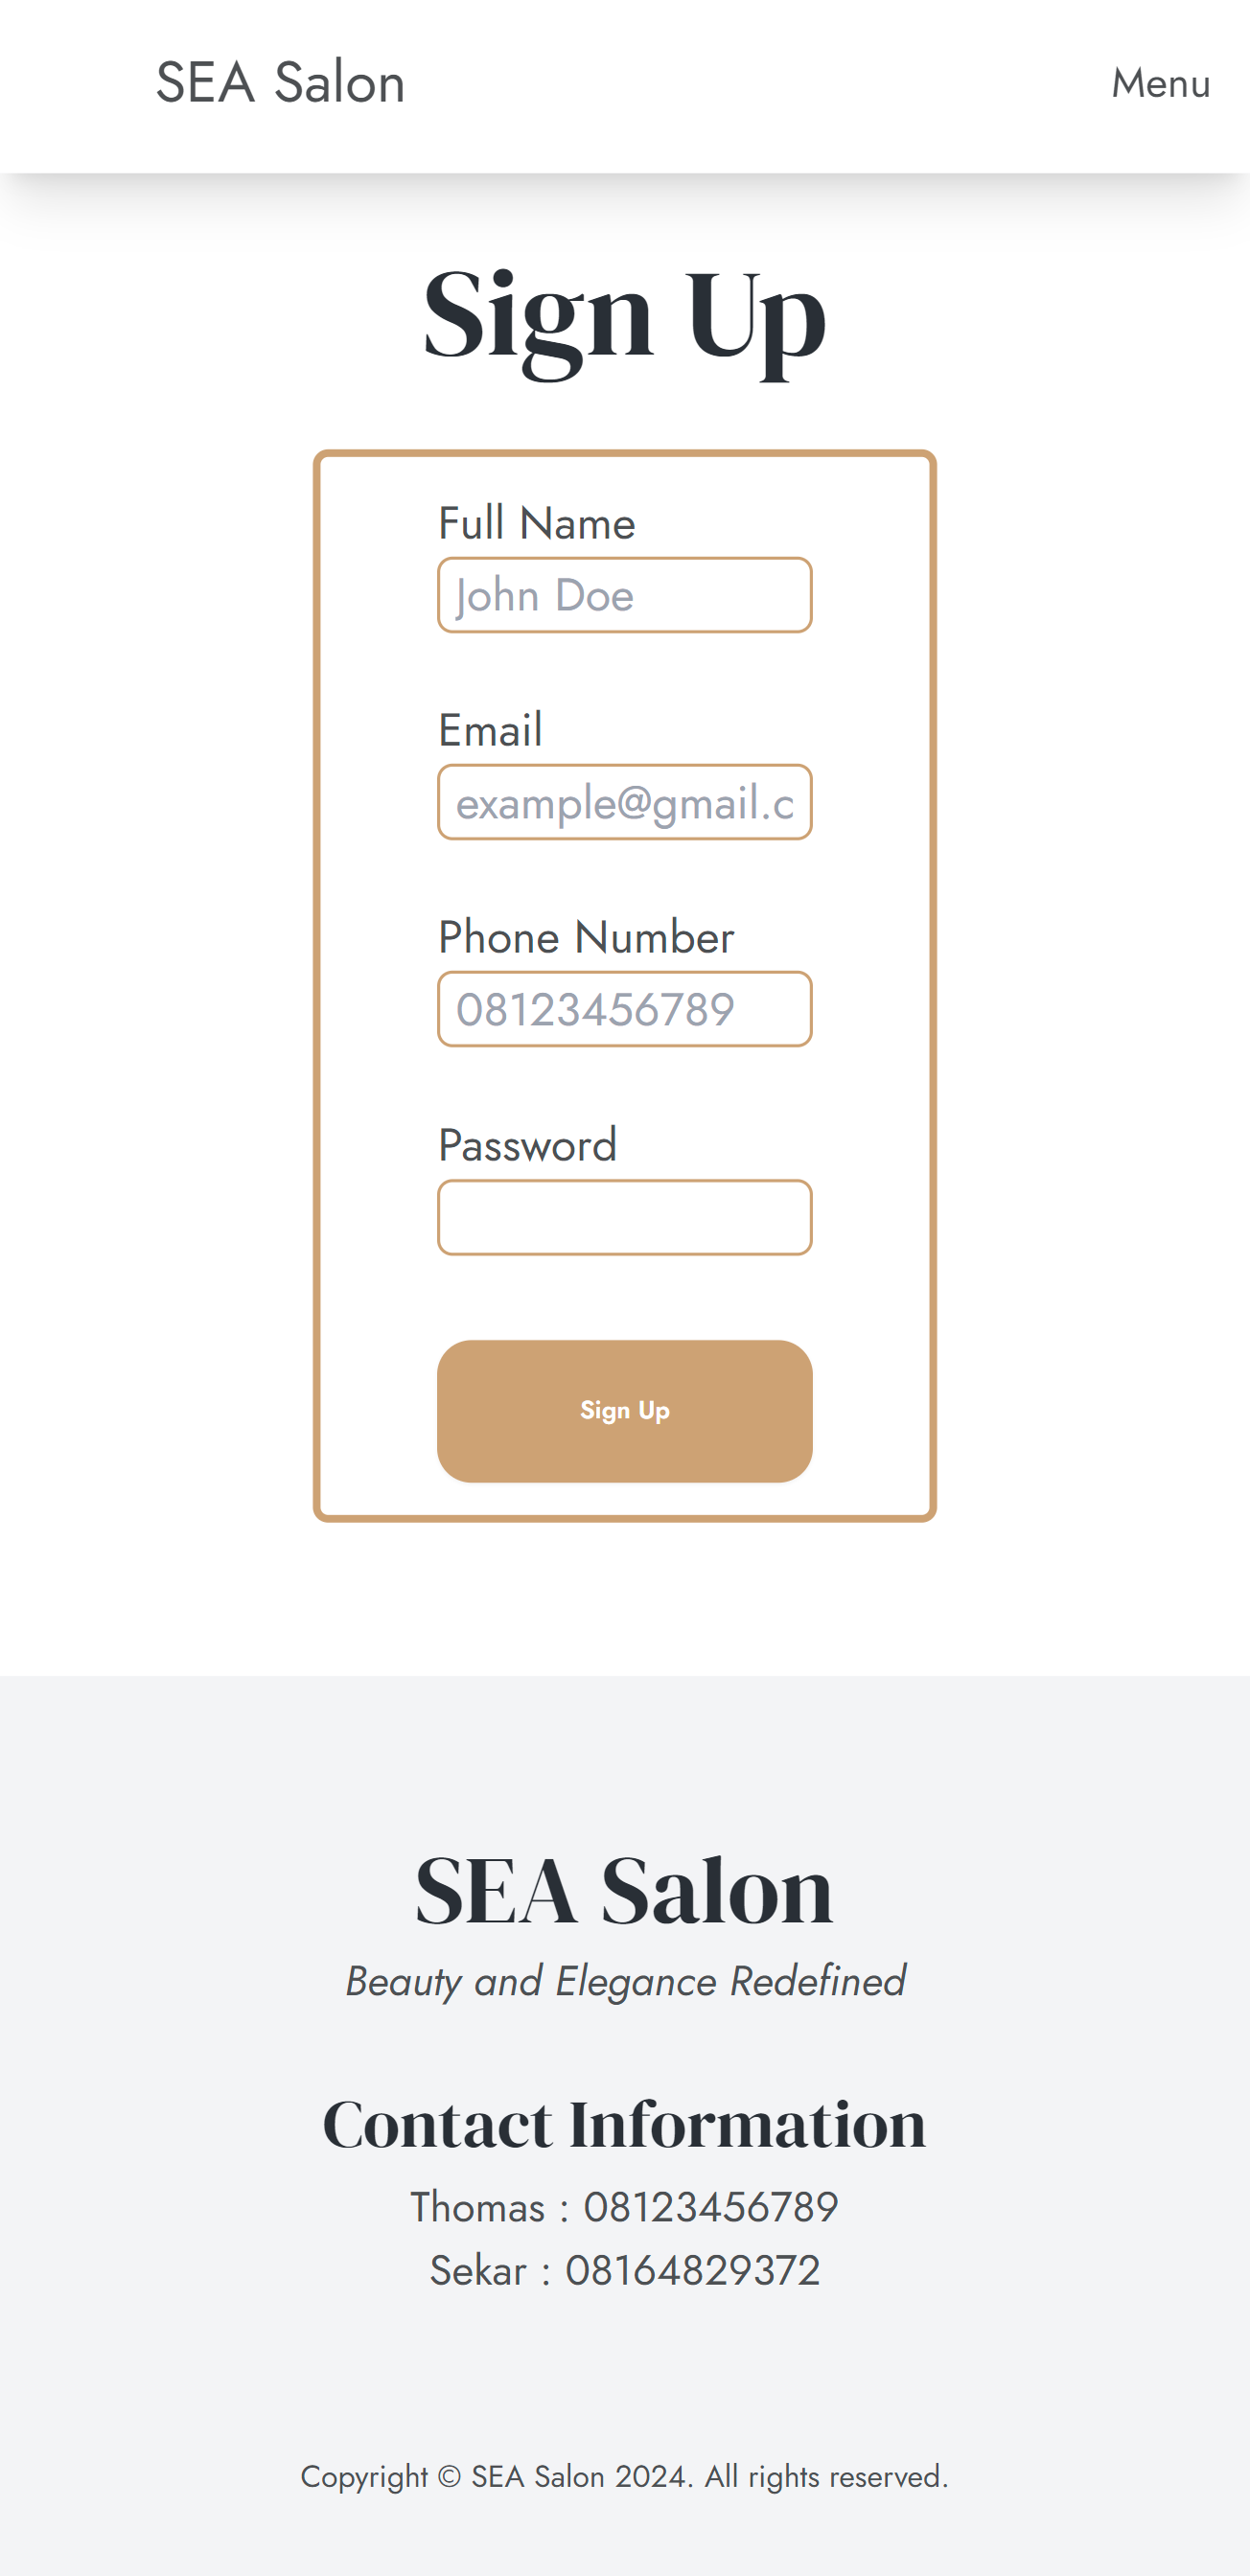 SEA Salon
Menu
Sign Up
Full Name
John Doe
Email
example@gmail.c
Phone Number
08123456789
Password
Sign Up
SEA Salon
Beauty and Elegance Redefined
Contact Information
Thomas : 08123456789
Sekar : 08164829372
Copyright © SEA Salon 2024. All rights reserved.